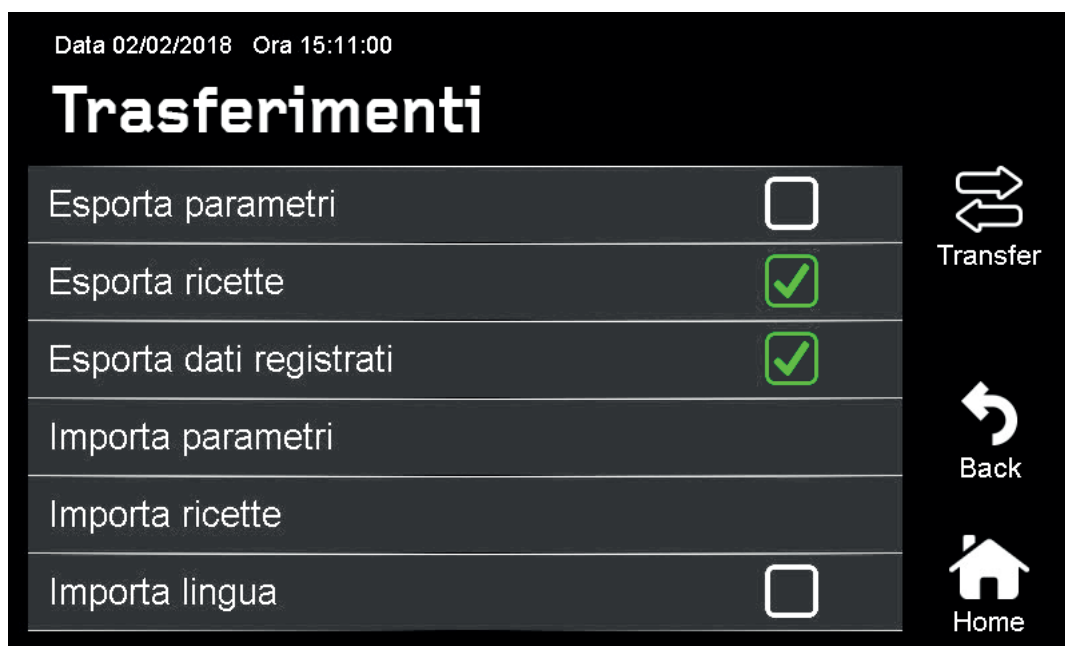 Data 02/02/2018 Ora 15:11:00
Trasferimenti
Esporta parametri
Esporta ricette
Esporta dati registrati
Importa parametri
Importa ricette
Importa lingua
Transfer
Back
Home